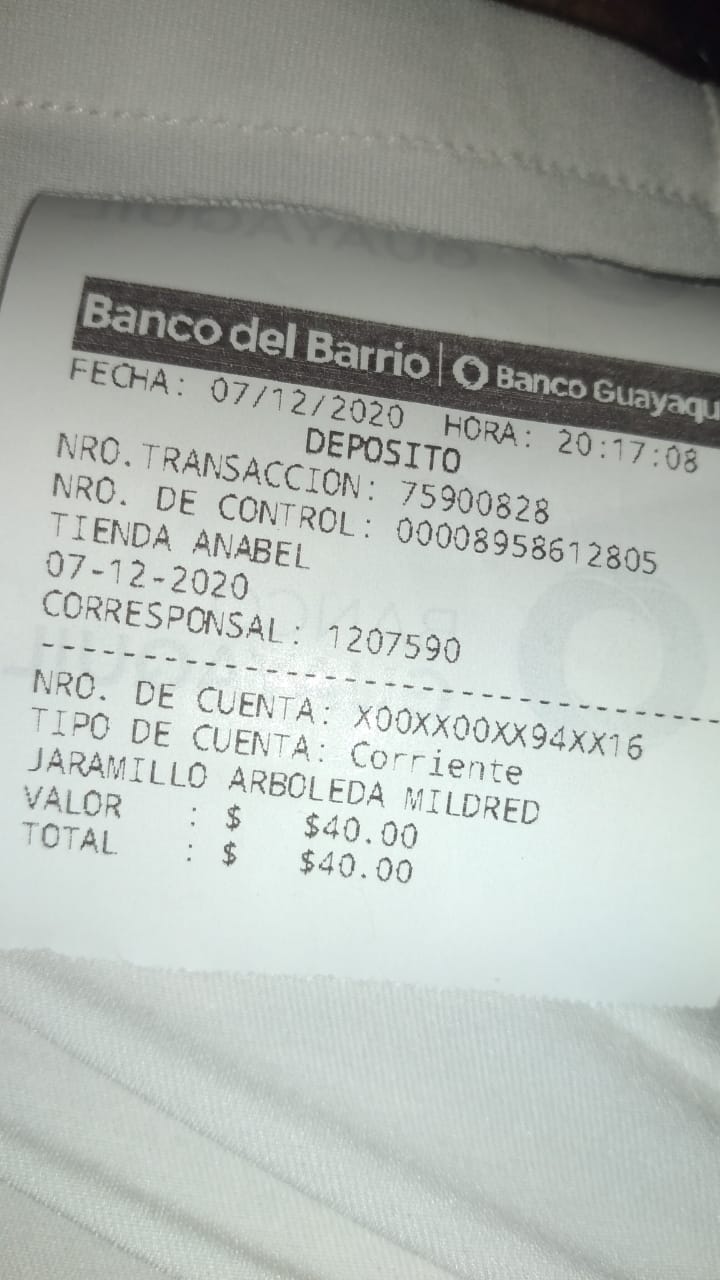 Banco del Barrio | Banco Guayaqu
FECHA: 07/12/2020 HORA: 20:17:08
DEPOSITO
NRO.TRANSACCION: 75900828
NRO. DE CONTROL: 00008958612805
TIENDA ANABEL
07-12-2020
CORRESPONSAL: 1207590
--------------------------------
NRO. DE CUENTA: X00XX00XX94XX16
TIPO DE CUENTA: Corriente
JARAMILLO ARBOLEDA MILDRED
VALOR : $ $40.00
TOTAL : $ $40.00